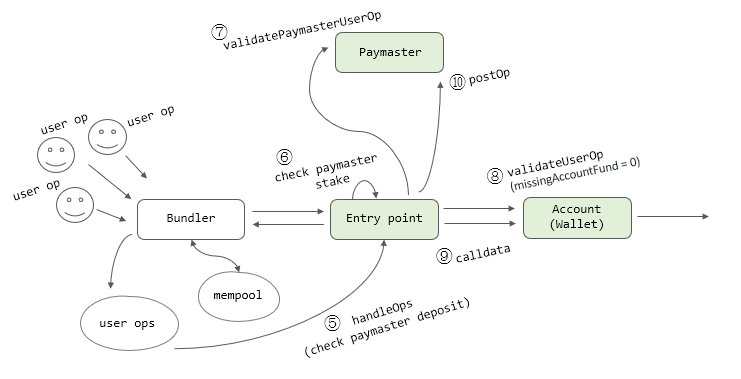 ⑦
validatePaymasterUserOp
Paymaster
⑩ postOp
user op
user op
user op
⑥
check paymaster
stake
⑧ validateUserOp
(missingAccountFund = 0)
Bundler
Entry point
Account
(Wallet)
⑨ calldata
mempool
user ops
⑤ handleOps
(check paymaster deposit)